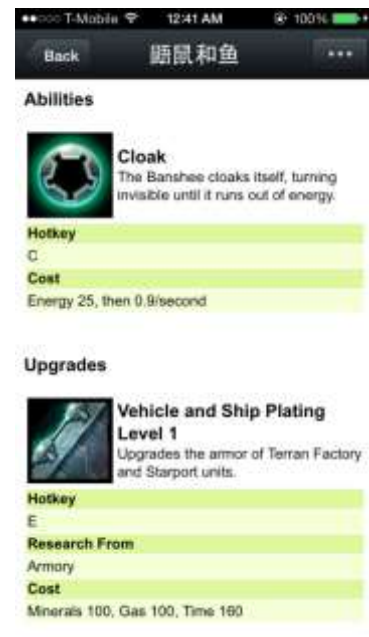 T-Mobile 12:41 AM 100%
Back 鼯鼠和鱼
Abilities
Cloak
The Banshee cloaks itself, turning
invisible until it runs out of energy.
Hotkey
C
Cost
Energy 25, then 0.9/second
Upgrades
Vehicle and Ship Plating
Level 1
Upgrades the armor of Terran Factory
and Starport units.
Hotkey
E
Research From
Armory
Cost
Minerals 100, Gas 100, Time 160